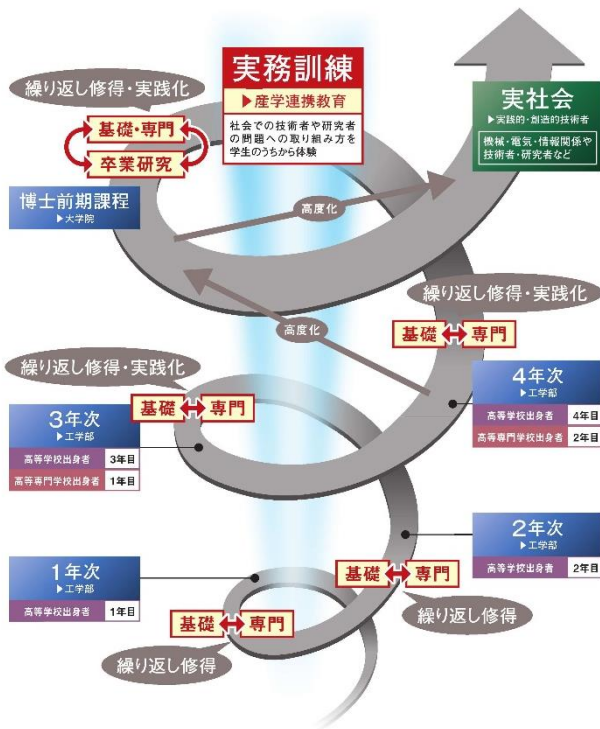 実務訓練
▶産学連携教育
社会での技術者や研究者
の問題への取り組み方を
学生のうちから体験
実社会
▶実践的・創造的技術者
機械・電気・情報関係や
技術者・研究者など
繰り返し修得・実践化
基礎・専門
卒業研究
博士前期課程
▶大学院
高度化
高度化
繰り返し修得・実践化
基礎 専門
4年次
▶工学部
高等学校出身者 4年目
高等専門学校出身者 2年目
繰り返し修得・実践化
基礎 専門
3年次
▶工学部
高等学校出身者 3年目
高等専門学校出身者 1年目
2年次
▶工学部
高等学校出身者 2年目
基礎 専門
繰り返し修得
1年次
▶工学部
高等学校出身者 1年目
基礎 専門
繰り返し修得